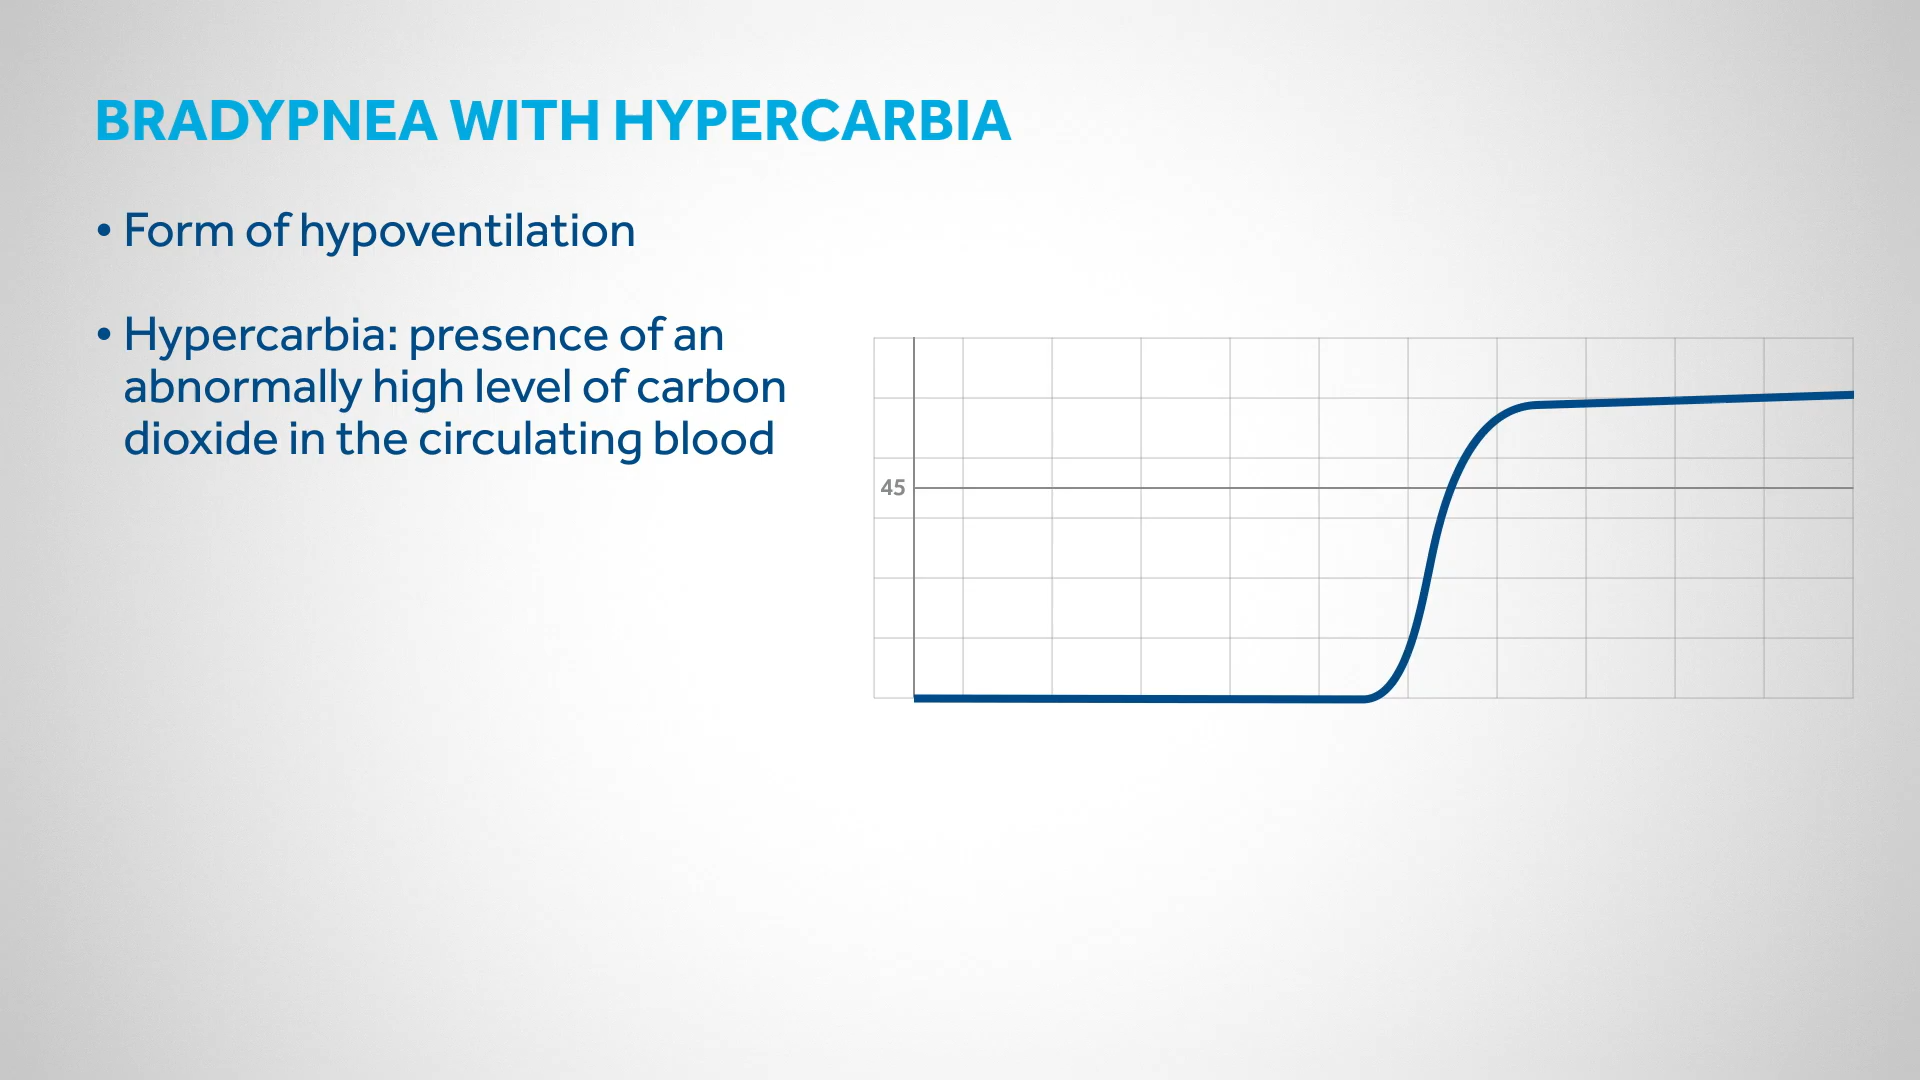 BRADYPNEA WITH HYPERCARBIA
• Form of hypoventilation
• Hypercarbia: presence of an
abnormally high level of carbon
dioxide in the circulating blood
45